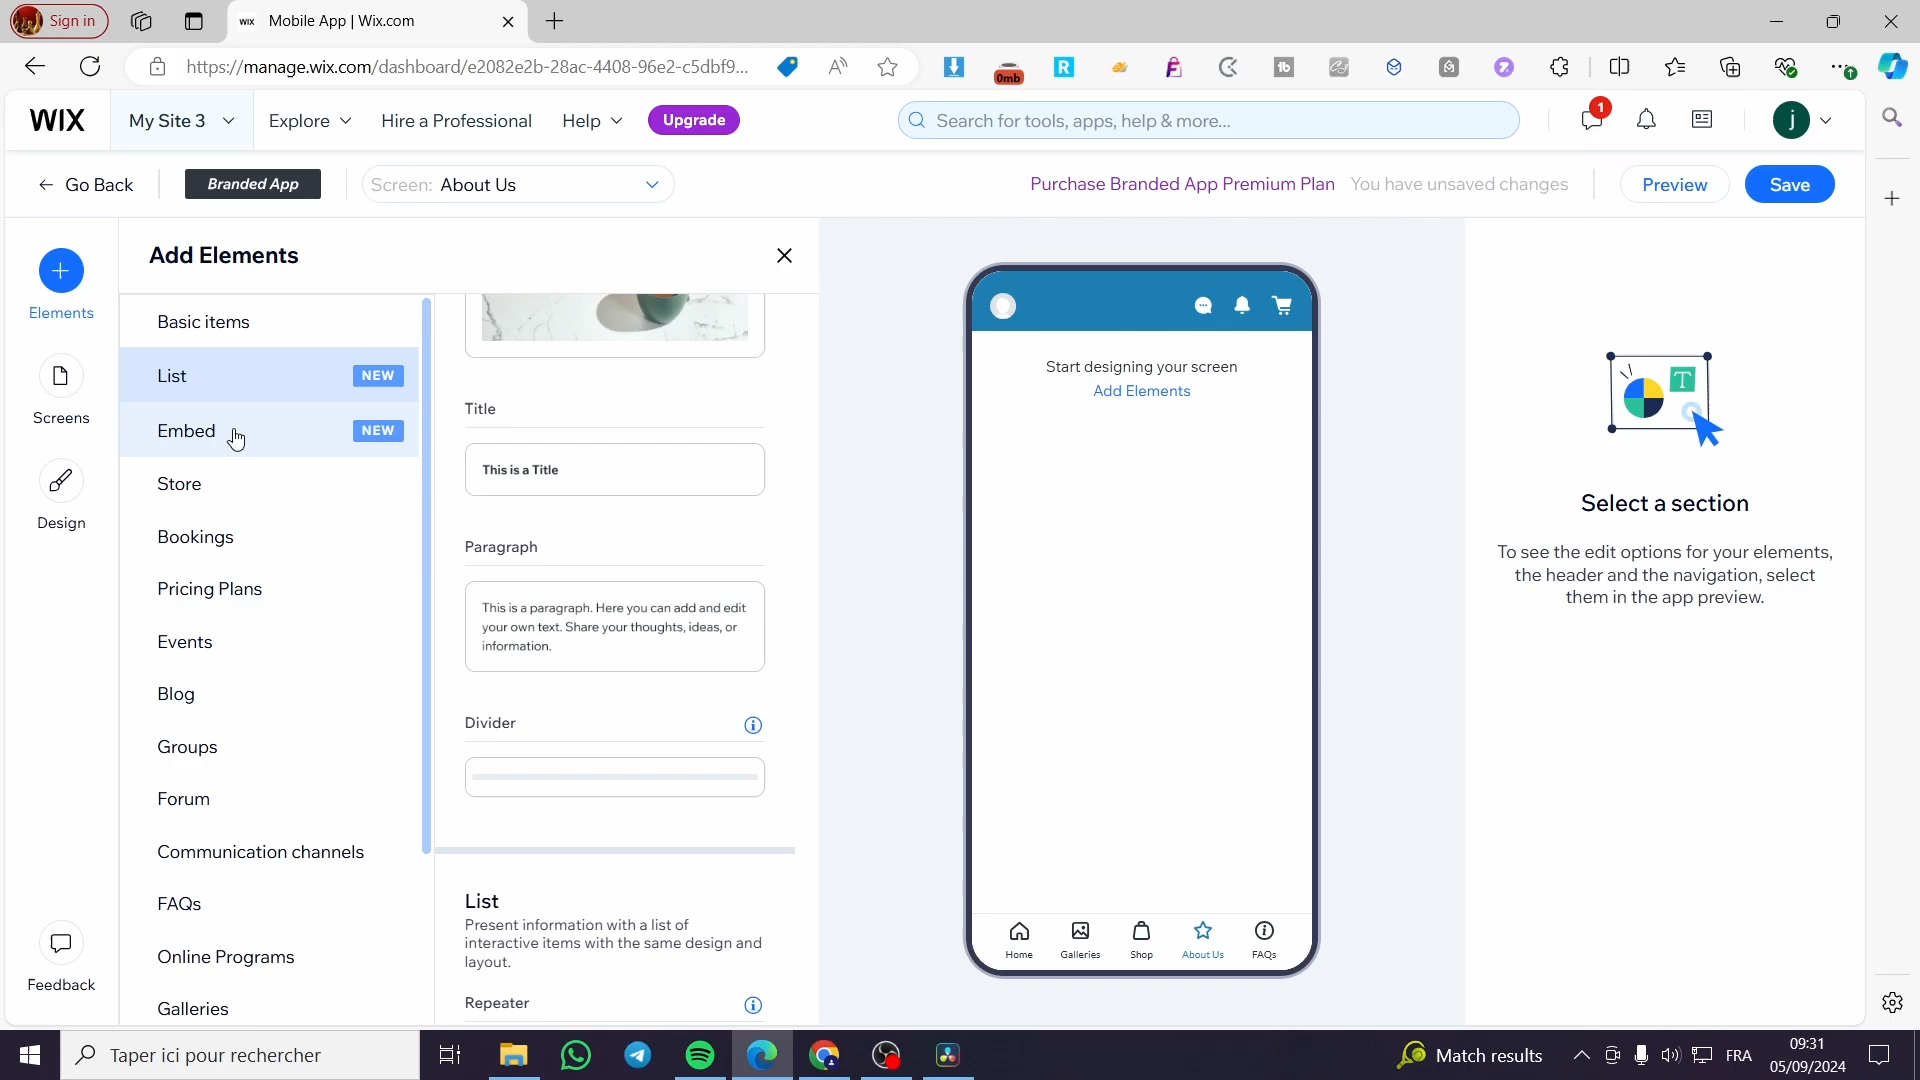 Sign in
WIX Mobile App | Wix.com
https://manage.wix.com/dashboard/e2082e2b-28ac-4408-96e2-c5dbf9...
0mb
WIX
My Site 3
Explore
Hire a Professional
Help
Upgrade
Search for tools, apps, help & more...
1
j
Go Back
Branded App
Screen: About Us
Purchase Branded App Premium Plan
You have unsaved changes
Preview
Save
Elements
Screens
Design
Feedback
Add Elements
Basic items
List NEW
Embed NEW
Store
Bookings
Pricing Plans
Events
Blog
Groups
Forum
Communication channels
FAQs
Online Programs
Galleries
Title
This is a Title
Paragraph
This is a paragraph. Here you can add and edit
your own text. Share your thoughts, ideas, or
information.
Divider
List
Present information with a list of
interactive items with the same design and
layout.
Repeater
Start designing your screen
Add Elements
Home
Galleries
Shop
About Us
FAQs
T
Select a section
To see the edit options for your elements,
the header and the navigation, select
them in the app preview.
Taper ici pour rechercher
Match results
FRA
09:31
05/09/2024